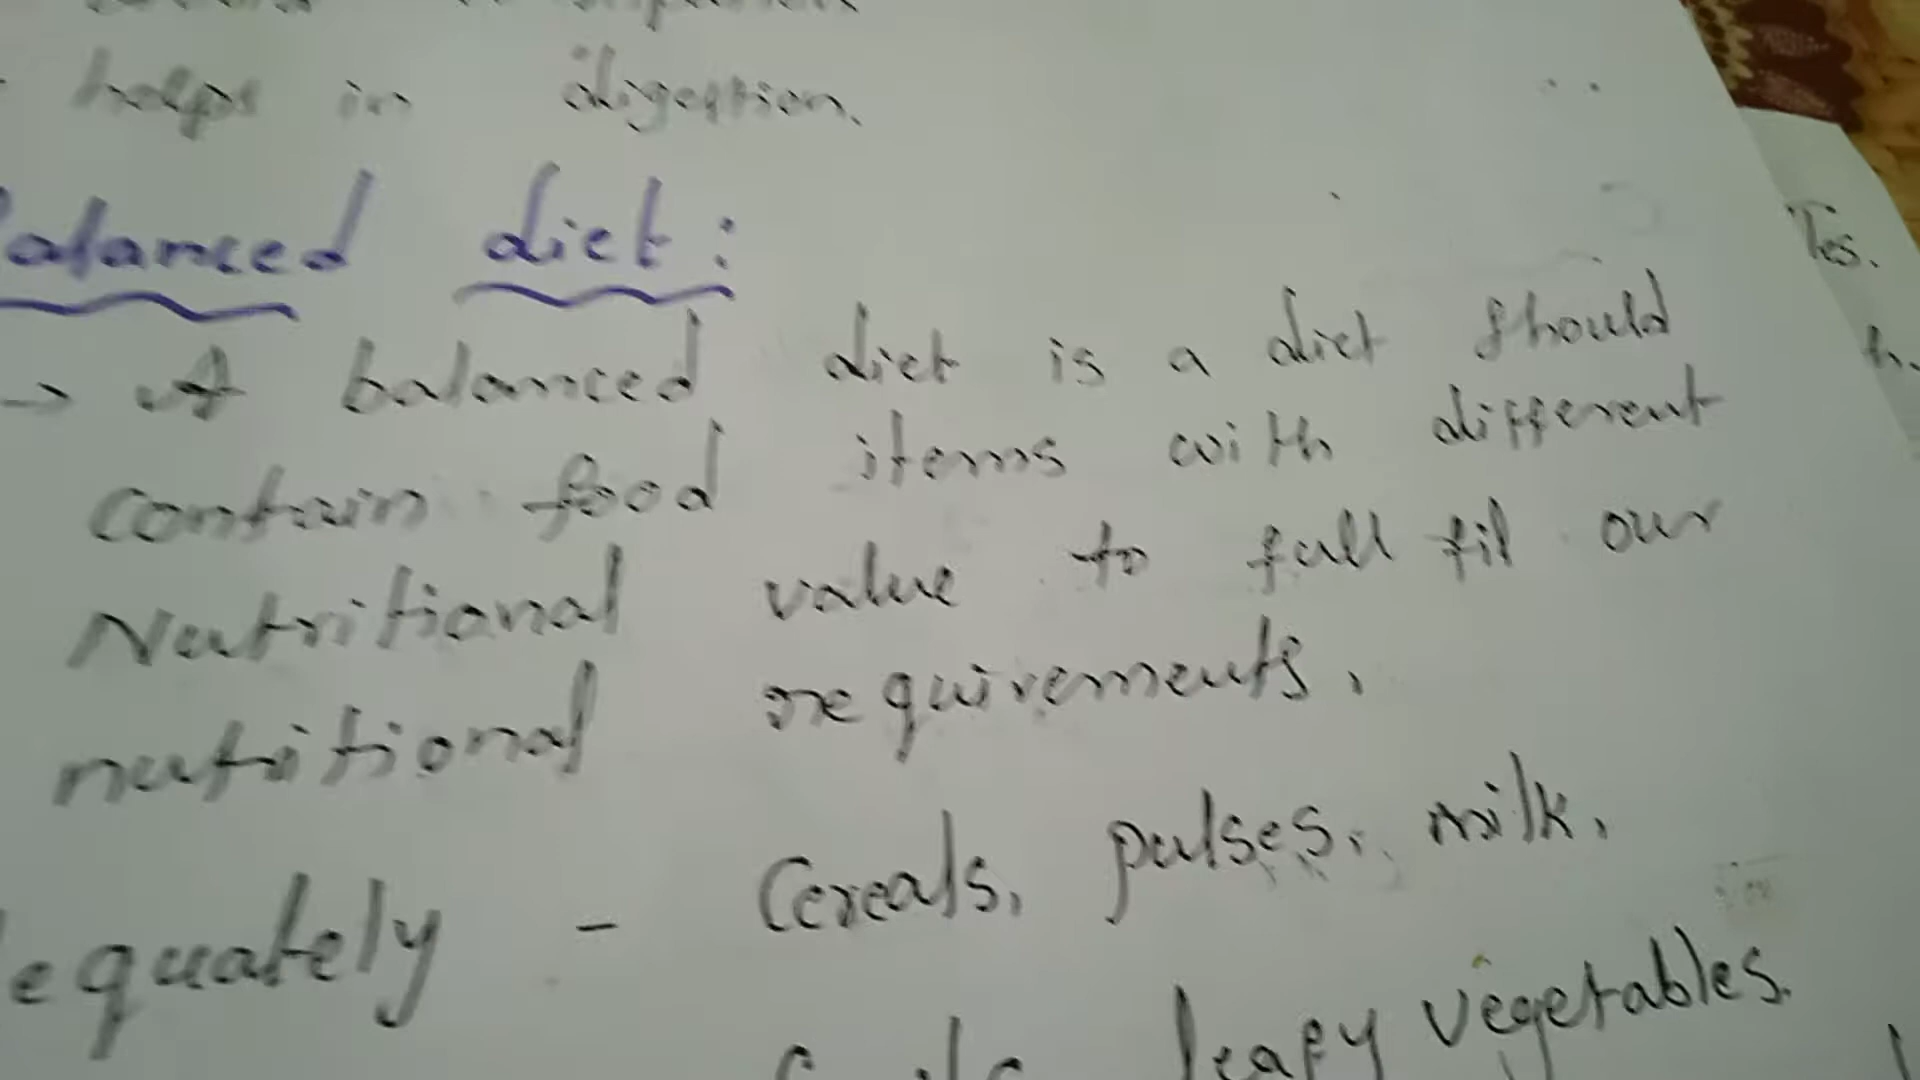 helps in digestion.
alanced diet:
→ A balanced diet is a diet should
contain food items with different
Nutritional value to full fil our
nutritional requirements.
equately - Cereals, pulses, milk,
leafy vegetables.
Tes.
h.